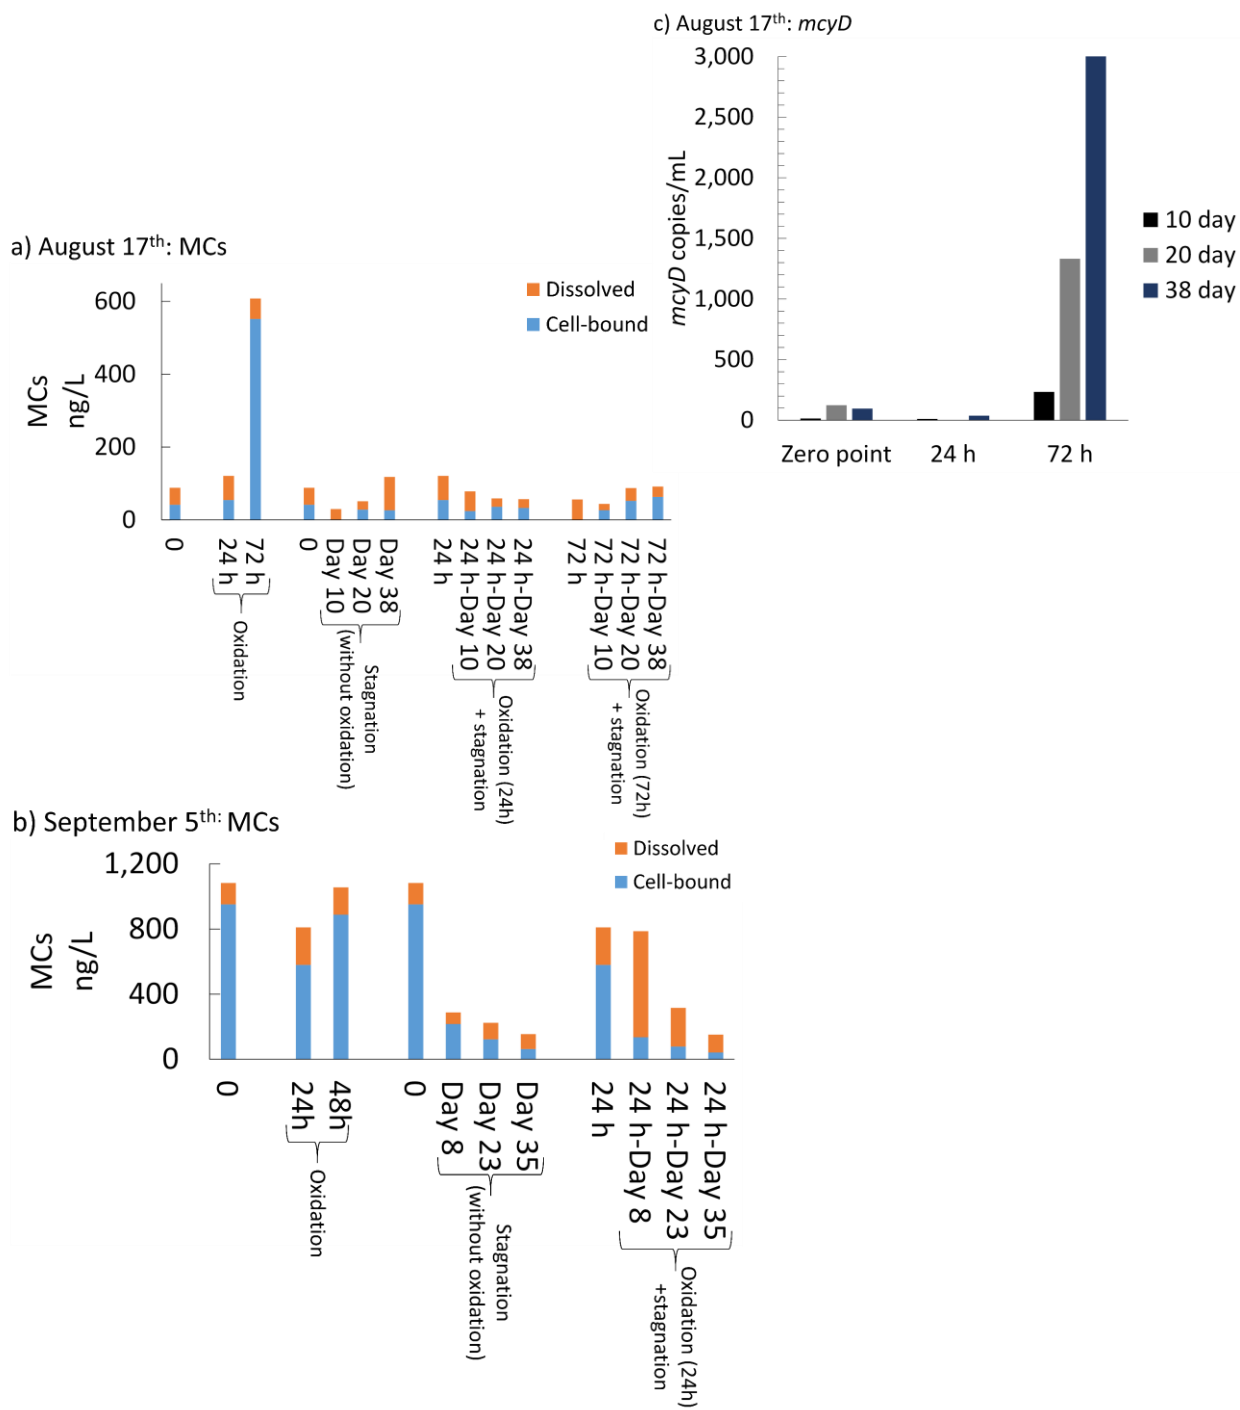 c) August 17th: mcyD
3,000
2,500
2,000
1,500
1,000
500
0
mcyD copies/mL
Zero point
24 h
72 h
10 day
20 day
38 day
a) August 17th: MCs
Dissolved
Cell-bound
600
400
200
0
MCs
ng/L
0
24 h
72 h
Oxidation
0
Day 10
Day 20
Day 38
Stagnation
(without oxidation)
24 h
24 h-Day 10
24 h-Day 20
24 h-Day 38
Oxidation (24h)
+ stagnation
72 h
72 h-Day 10
72 h-Day 20
72 h-Day 38
Oxidation (72h)
+ stagnation
b) September 5th: MCs
Dissolved
Cell-bound
1,200
800
400
0
MCs
ng/L
0
24h
48h
Oxidation
0
Day 8
Day 23
Day 35
Stagnation
(without oxidation)
24 h
24 h-Day 8
24 h-Day 23
24 h-Day 35
Oxidation (24h)
+stagnation